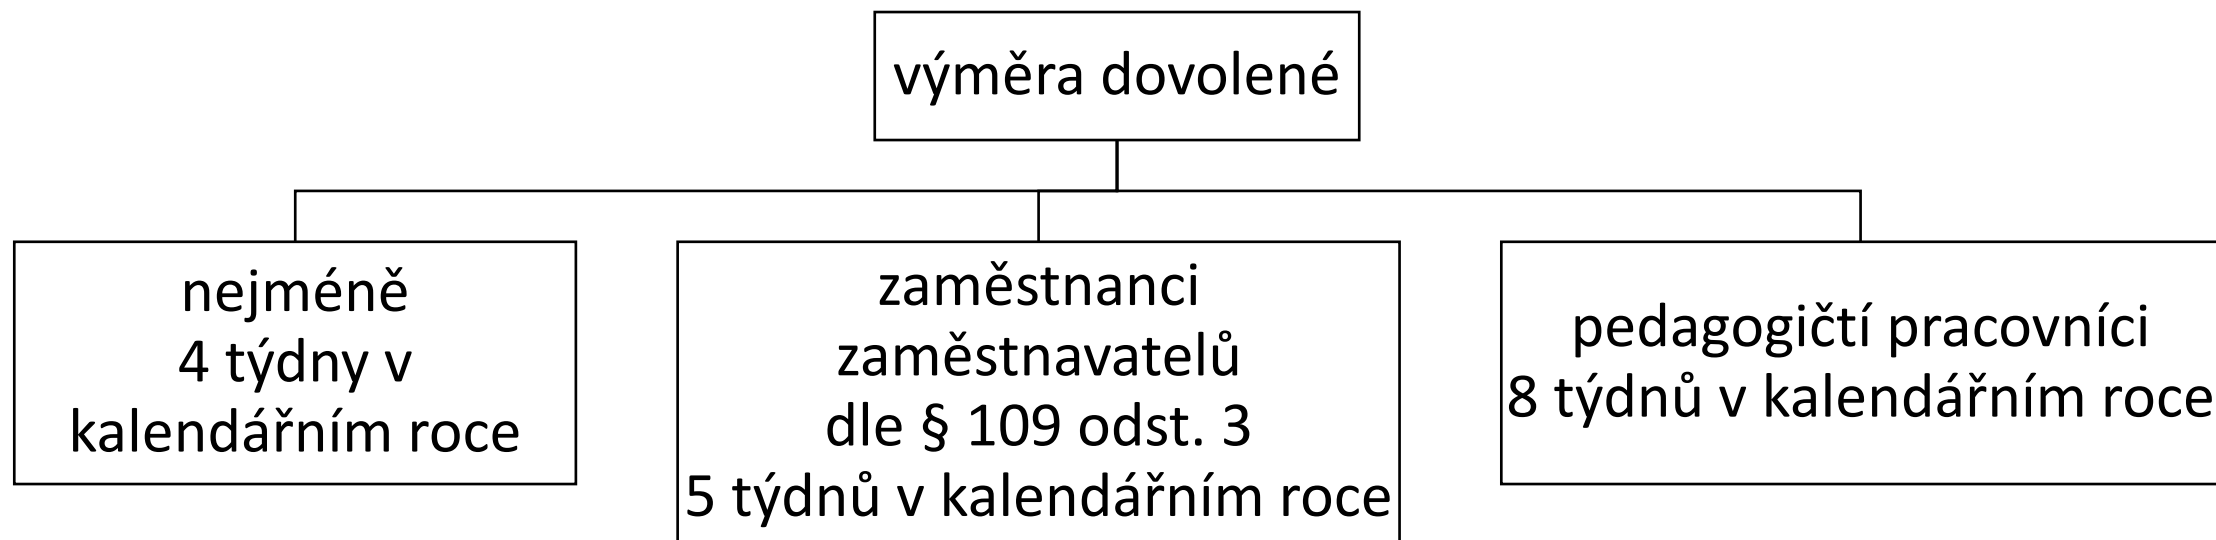 výměra dovolené
nejméně
4 týdny v
kalendářním roce
zaměstnanci
zaměstnavatelů
dle § 109 odst. 3
5 týdnů v kalendářním roce
pedagogičtí pracovníci
8 týdnů v kalendářním roce